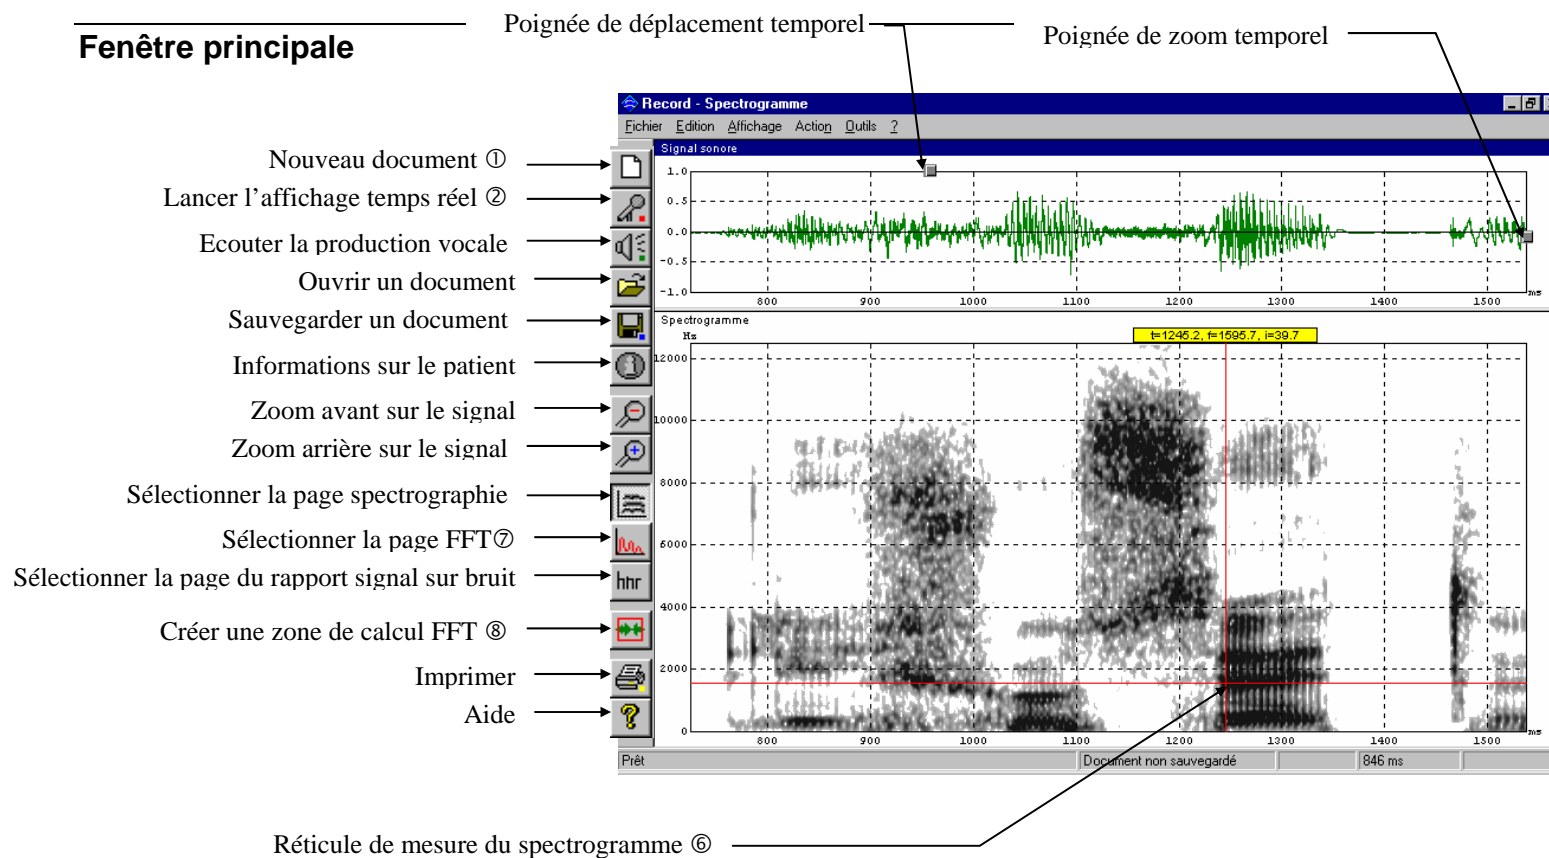 Poignée de déplacement temporel
Fenêtre principale
Poignée de zoom temporel
Record - Spectrogramme
Fichier Edition Affichage Action Outils ?
Signal sonore
Nouveau document ①
Lancer l’affichage temps réel ②
Ecouter la production vocale
Ouvrir un document
Sauvegarder un document
Informations sur le patient
Zoom avant sur le signal
Zoom arrière sur le signal
Sélectionner la page spectrographie
Sélectionner la page FFT⑦
Sélectionner la page du rapport signal sur bruit
Créer une zone de calcul FFT ⑧
Imprimer
Aide
hnr
1.0
0.5
0.0
-0.5
-1.0
800 900 1000 1100 1200 1300 1400 1500 ms
Spectrogramme
Hz
t=1245.2, f=1595.7, i=39.7
12000
10000
8000
6000
4000
2000
0
800 900 1000 1100 1200 1300 1400 1500 ms
Prêt Document non sauvegardé 846 ms
Réticule de mesure du spectrogramme ⑥